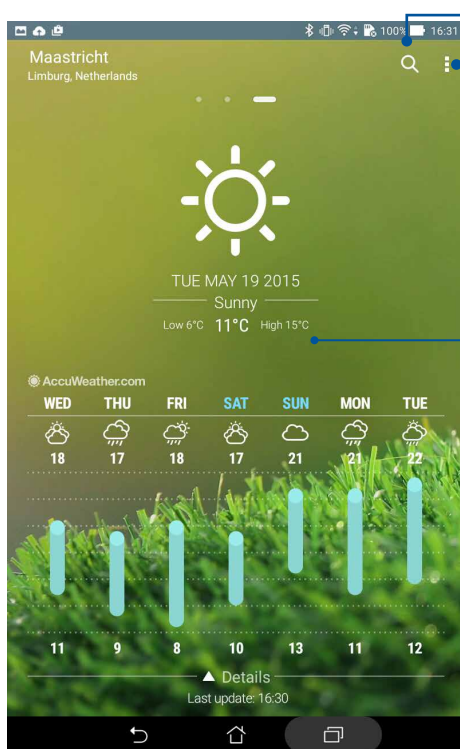 100% 16:31
Maastricht
Limburg, Netherlands
TUE MAY 19 2015
Sunny
Low 6°C 11°C High 15°C
AccuWeather.com
WED THU FRI SAT SUN MON TUE
18 17 18 17 21 21 22
11 9 8 10 13 11 12
Details
Last update: 16:30